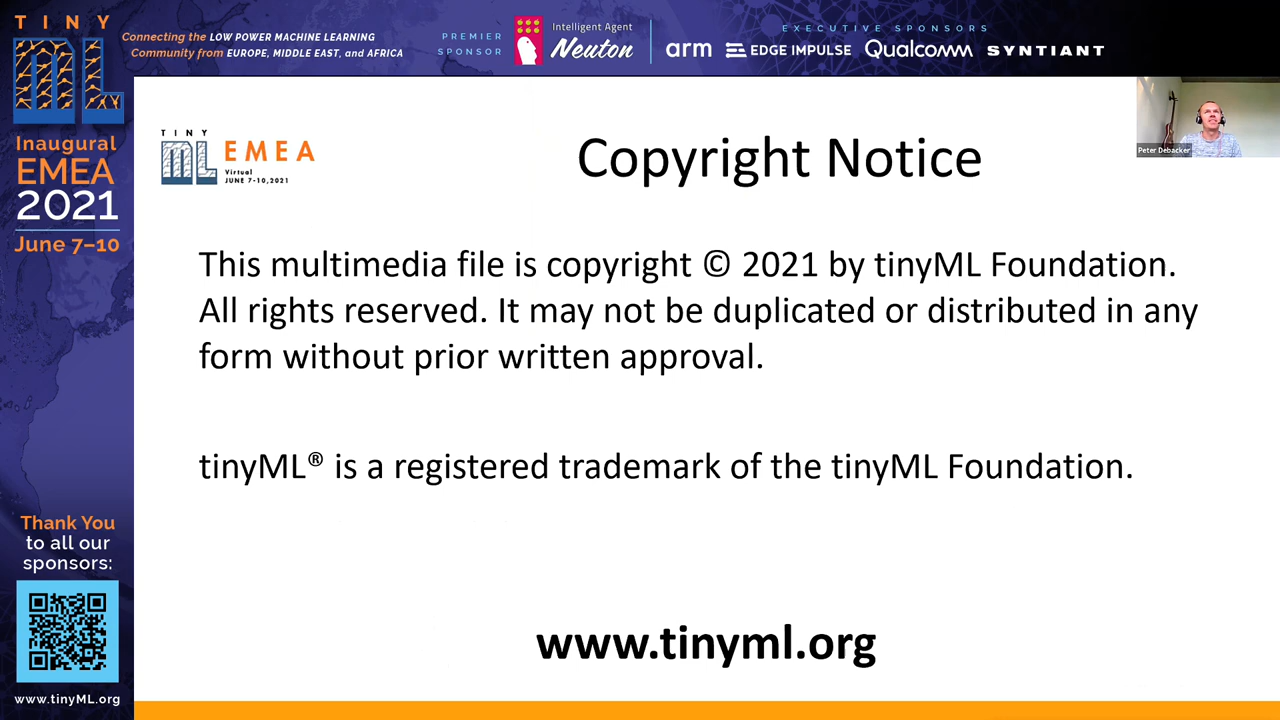 TINY
ML
Inaugural
EMEA
2021
June 7–10
Connecting the LOW POWER MACHINE LEARNING
Community from EUROPE, MIDDLE EAST, and AFRICA
PREMIER
SPONSOR
Intelligent Agent
Neuton
EXECUTIVE SPONSORS
arm
EDGE IMPULSE
Qualcomm
SYNTIANT
TINY
ML
EMEA
Virtual
JUNE 7-10, 2021
Copyright Notice
Peter Debacker
This multimedia file is copyright © 2021 by tinyML Foundation.
All rights reserved. It may not be duplicated or distributed in any
form without prior written approval.
tinyML® is a registered trademark of the tinyML Foundation.
www.tinyml.org
Thank You
to all our
sponsors:
www.tinyML.org